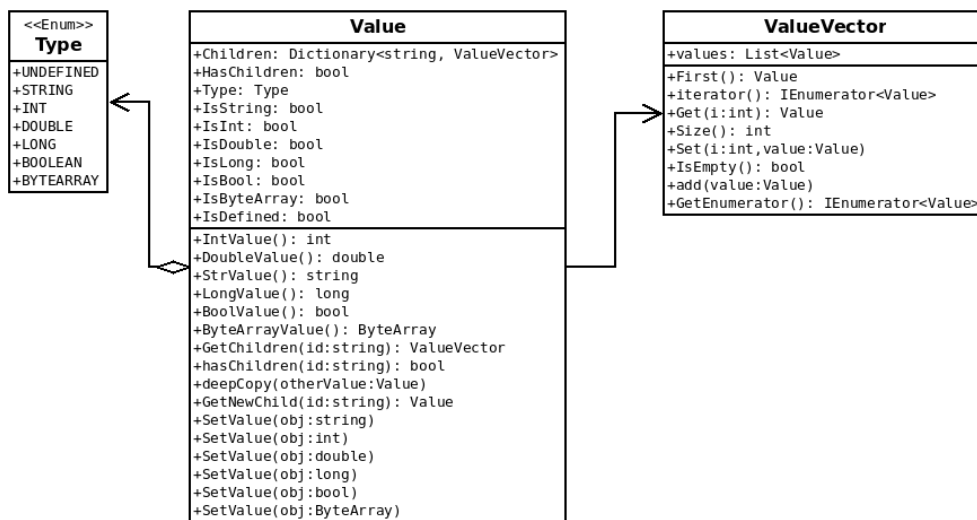 <<Enum>>
Type
+UNDEFINED
+STRING
+INT
+DOUBLE
+LONG
+BOOLEAN
+BYTEARRAY
Value
+Children: Dictionary<string, ValueVector>
+HasChildren: bool
+Type: Type
+IsString: bool
+IsInt: bool
+IsDouble: bool
+IsLong: bool
+IsBool: bool
+IsByteArray: bool
+IsDefined: bool
+IntValue(): int
+DoubleValue(): double
+StrValue(): string
+LongValue(): long
+BoolValue(): bool
+ByteArrayValue(): ByteArray
+GetChildren(id:string): ValueVector
+hasChildren(id:string): bool
+deepCopy(otherValue:Value)
+GetNewChild(id:string): Value
+SetValue(obj:string)
+SetValue(obj:int)
+SetValue(obj:double)
+SetValue(obj:long)
+SetValue(obj:bool)
+SetValue(obj:ByteArray)
ValueVector
+values: List<Value>
+First(): Value
+iterator(): IEnumerator<Value>
+Get(i:int): Value
+Size(): int
+Set(i:int,value:Value)
+IsEmpty(): bool
+add(value:Value)
+GetEnumerator(): IEnumerator<Value>